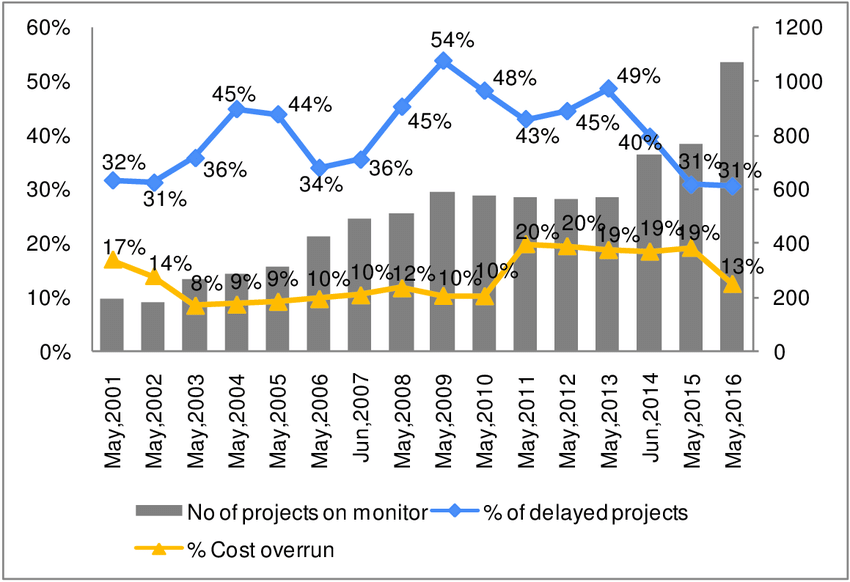 60% 1200
54%
50% 48% 49% 1000
45% 44%
40% 45% 43% 45% 40% 800
32% 31% 36% 34% 36% 31% 31%
30% 600
20% 17% 14% 20% 20% 19% 19% 19% 400
10% 8% 9% 9% 10% 10% 12% 10% 10% 13% 200
0% 0
May,2001
May,2002
May,2003
May,2004
May,2005
May,2006
Jun,2007
May,2008
May,2009
May,2010
May,2011
May,2012
May,2013
Jun,2014
May,2015
May,2016
No of projects on monitor % of delayed projects
% Cost overrun